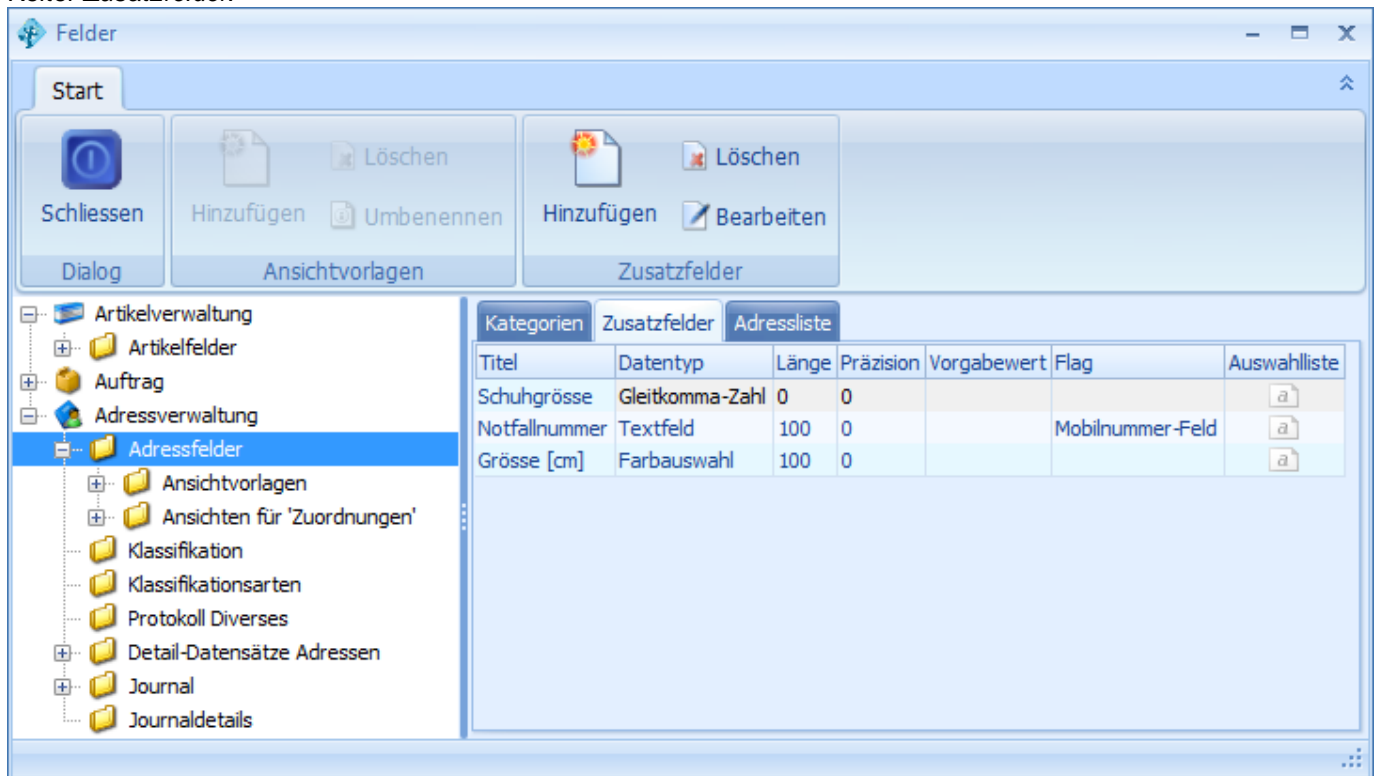 Reiter Zusatzfelder:
Felder
Start
Schliessen
Dialog
Hinzufügen
Löschen
Umbenennen
Ansichtvorlagen
Hinzufügen
Löschen
Bearbeiten
Zusatzfelder
Artikelverwaltung
Artikelfelder
Auftrag
Adressverwaltung
Adressfelder
Ansichtvorlagen
Ansichten für 'Zuordnungen'
Klassifikation
Klassifikationsarten
Protokoll Diverses
Detail-Datensätze Adressen
Journal
Journaldetails
Kategorien Zusatzfelder Adressliste
Titel Datentyp Länge Präzision Vorgabewert Flag Auswahlliste
Schuhgrösse Gleitkomma-Zahl 0 0 a
Notfallnummer Textfeld 100 0 Mobilnummer-Feld a
Grösse [cm] Farbauswahl 100 0 a